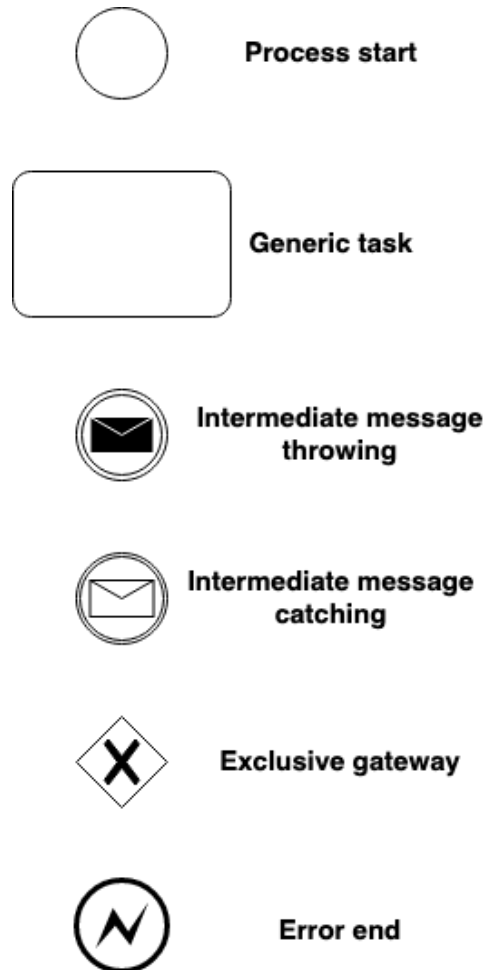 Process start
Generic task
Intermediate message
throwing
Intermediate message
catching
Exclusive gateway
Error end